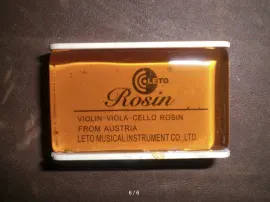 LETO
Rosin
VIOLIN·VIOLA·CELLO ROSIN
FROM AUSTRIA
LETO MUSICAL INSTRUMENT CO.,LTD.
6/6